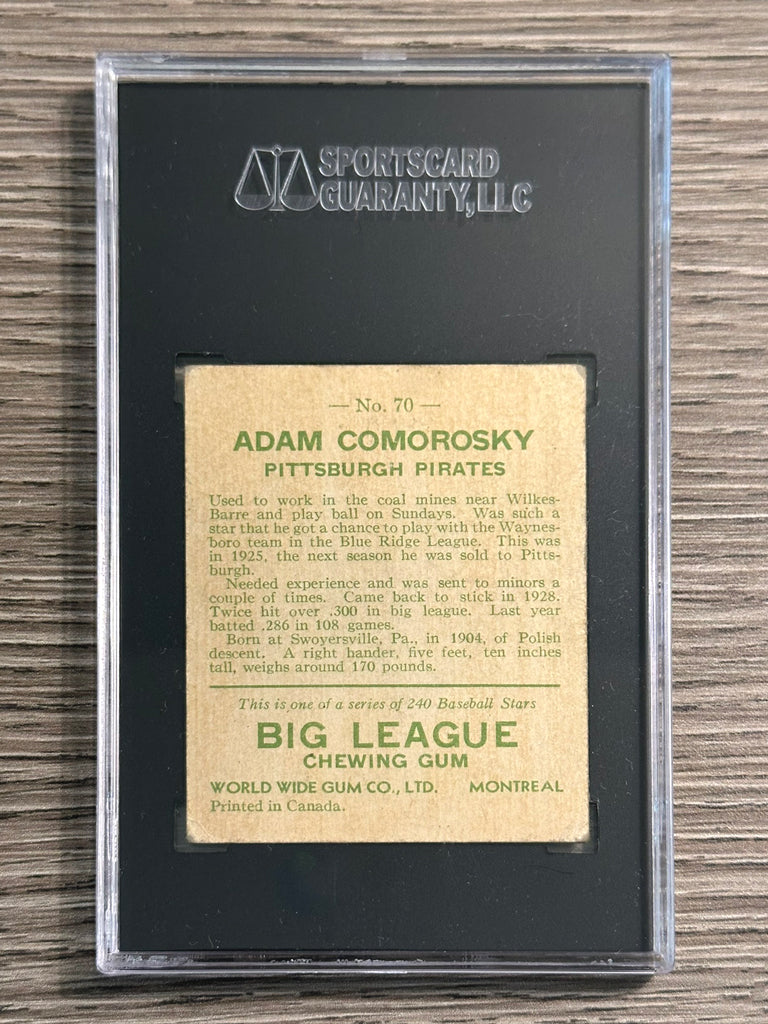 SPORTSCARD
GUARANTY, LLC
— No. 70 —
ADAM COMOROSKY
PITTSBURGH PIRATES
Used to work in the coal mines near Wilkes-
Barre and play ball on Sundays. Was such a
star that he got a chance to play with the Waynes-
boro team in the Blue Ridge League. This was
in 1925, the next season he was sold to Pitts-
burgh.
Needed experience and was sent to minors a
couple of times. Came back to stick in 1928.
Twice hit over .300 in big league. Last year
batted .286 in 108 games.
Born at Swoyersville, Pa., in 1904, of Polish
descent. A right hander, five feet, ten inches
tall, weighs around 170 pounds.
This is one of a series of 240 Baseball Stars
BIG LEAGUE
CHEWING GUM
WORLD WIDE GUM CO., LTD. MONTREAL
Printed in Canada.